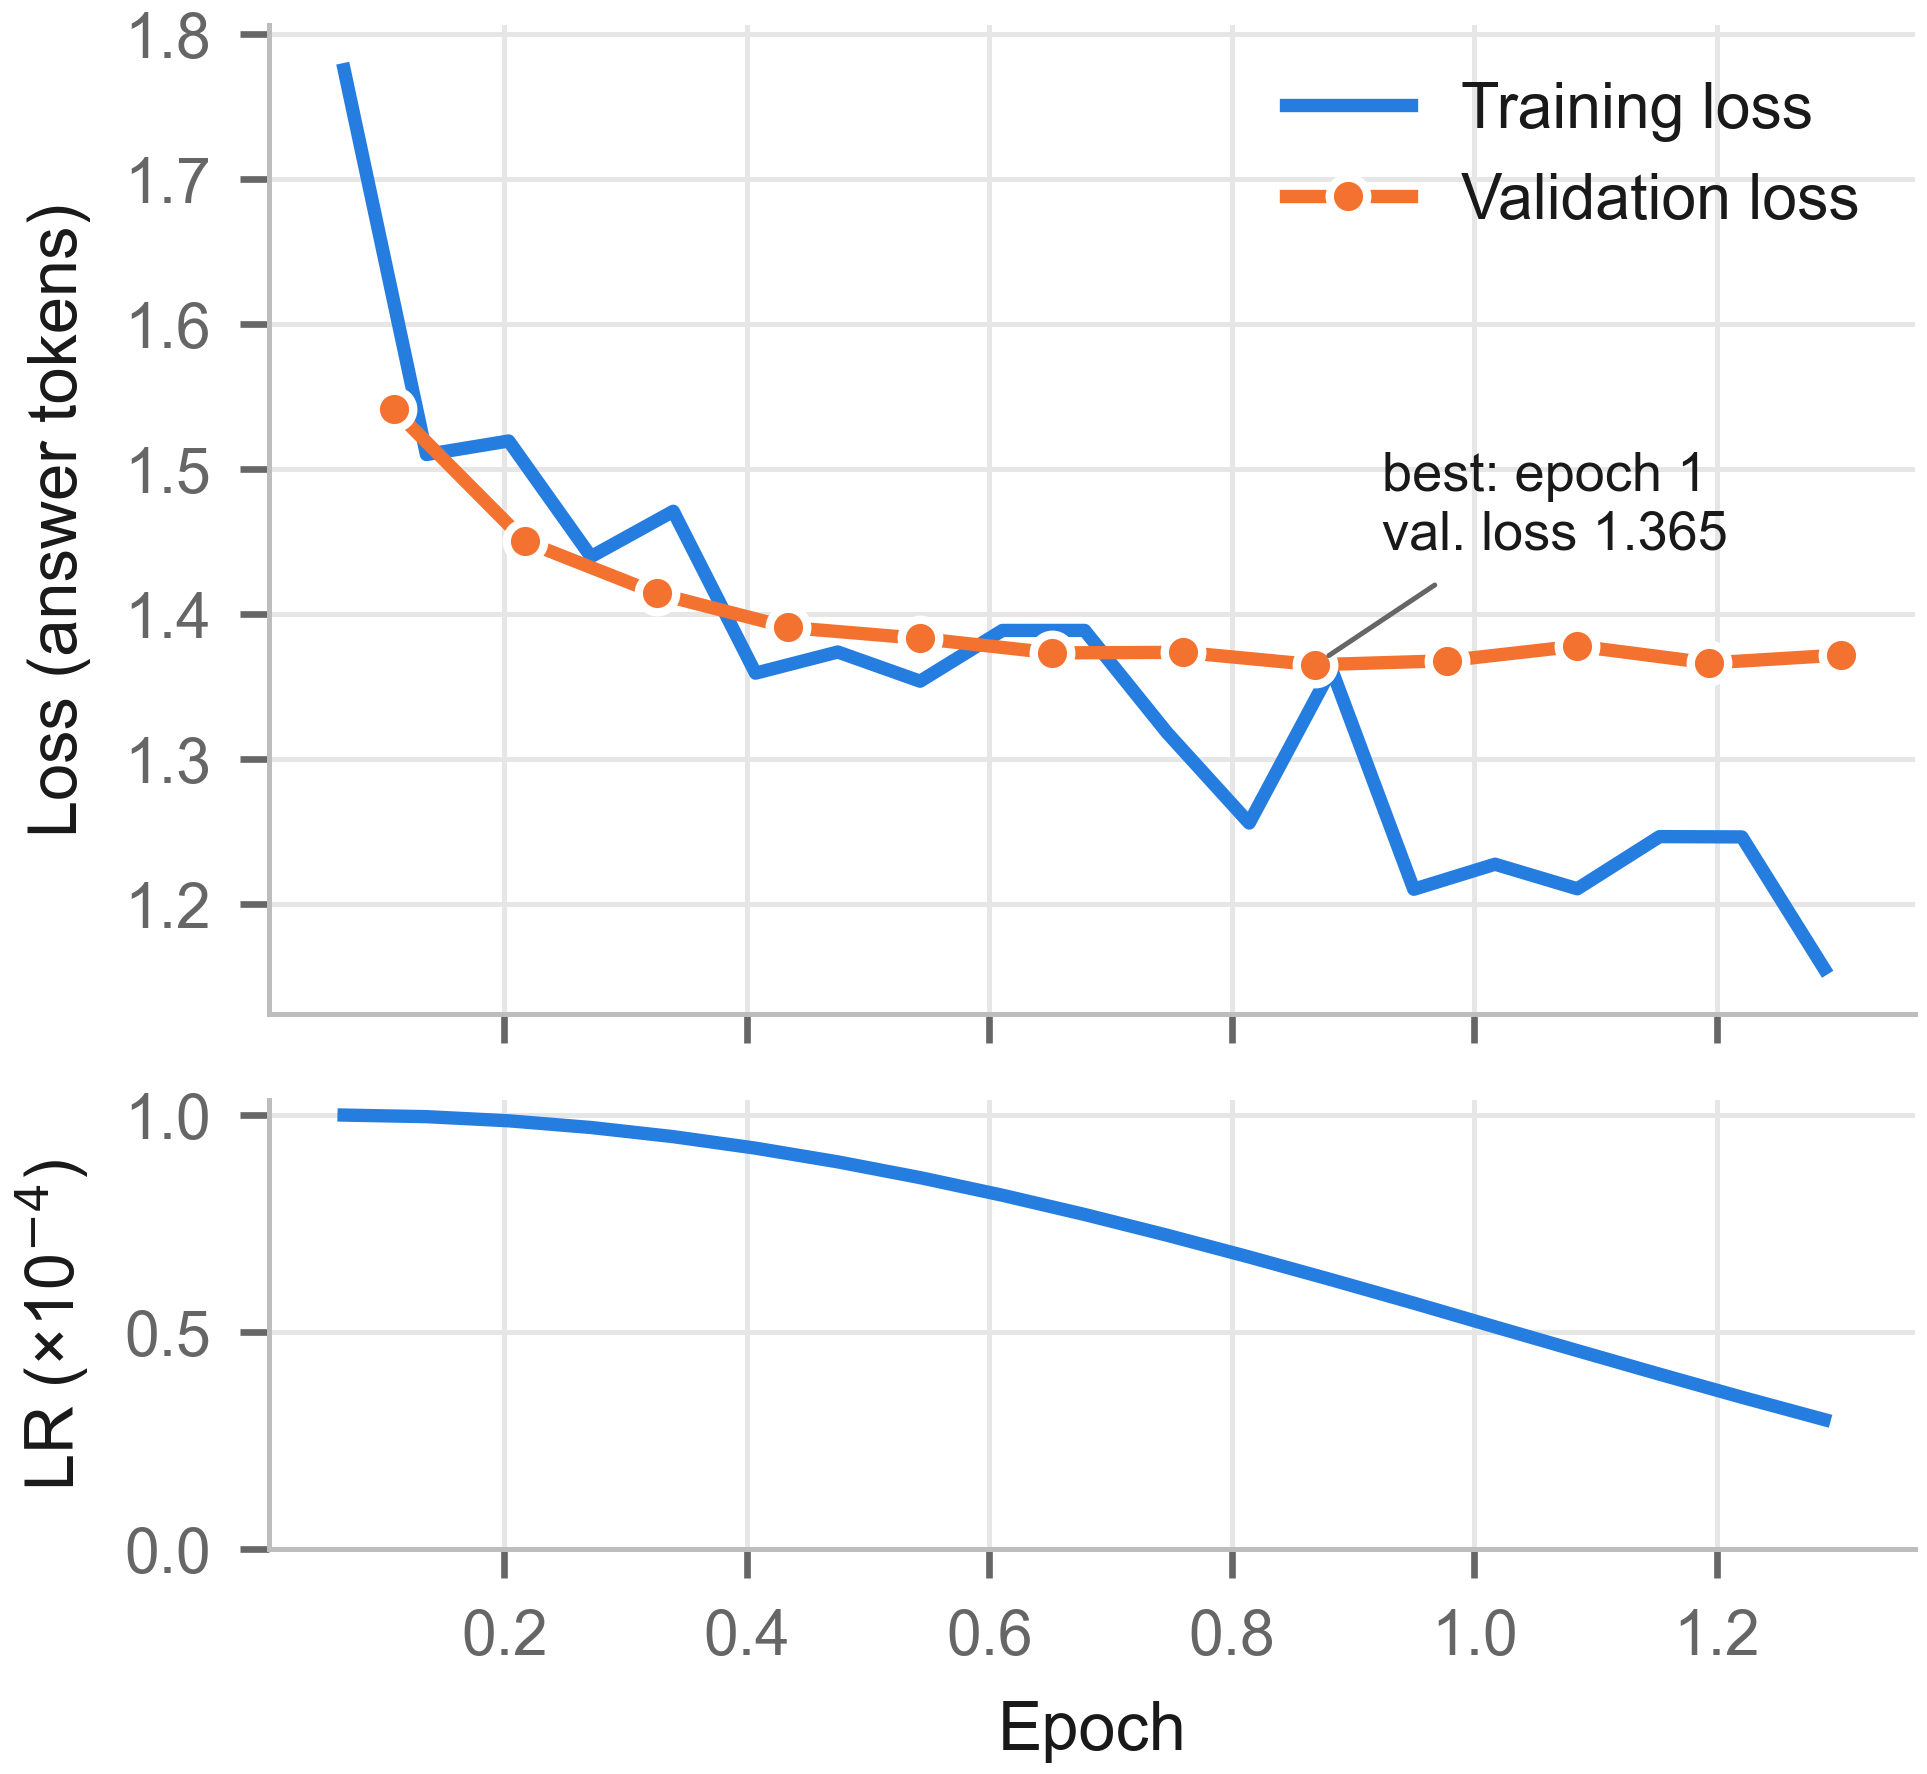 1.8
1.7
1.6
1.5
1.4
1.3
1.2
Loss (answer tokens)
Training loss
Validation loss
best: epoch 1
val. loss 1.365
1.0
0.5
0.0
LR (×10⁻⁴)
0.2 0.4 0.6 0.8 1.0 1.2
Epoch